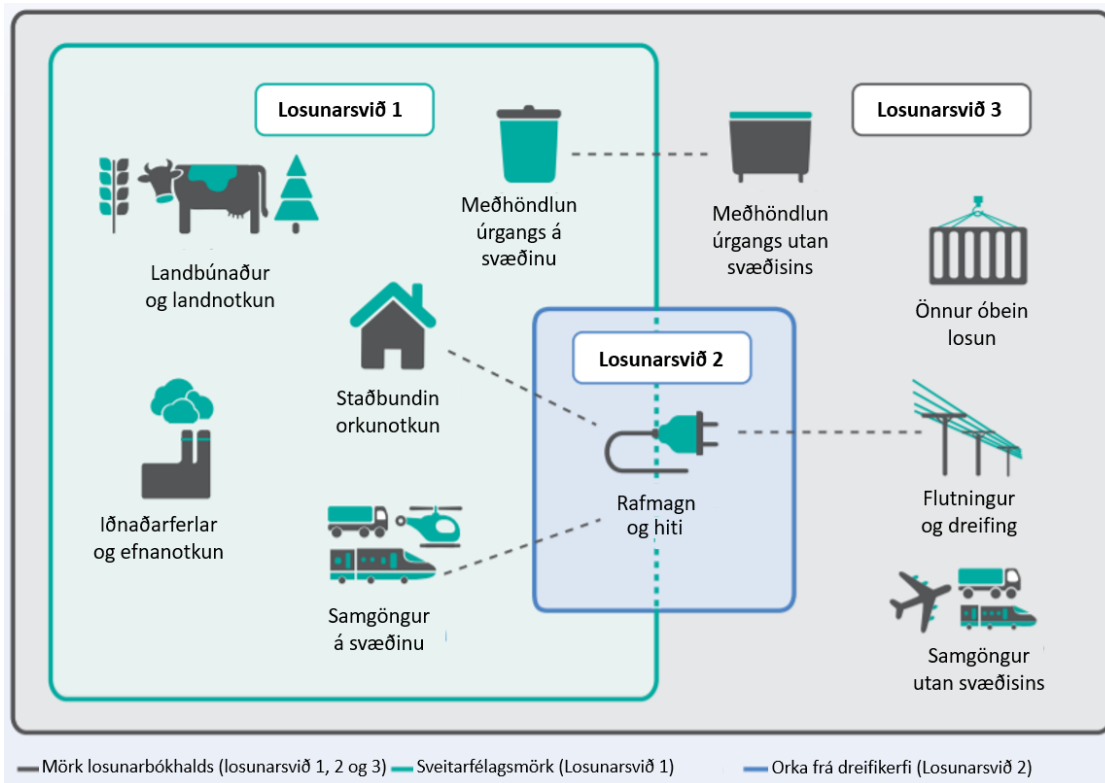 Losunarsvið 1
Losunarsvið 3
Meðhöndlun
úrgangs á
svæðinu
Meðhöndlun
úrgangs utan
svæðisins
Landbúnaður
og landnotkun
Önnur óbein
losun
Losunarsvið 2
Staðbundin
orkunotkun
Rafmagn
og hiti
Flutningur
og dreifing
Iðnaðarferlar
og efnanotkun
Samgöngur
á svæðinu
Samgöngur
utan svæðisins
Mörk losunarbókhalds (losunarsvið 1, 2 og 3)
Sveitarfélagsmörk (Losunarsvið 1)
Orka frá dreifikerfi (Losunarsvið 2)